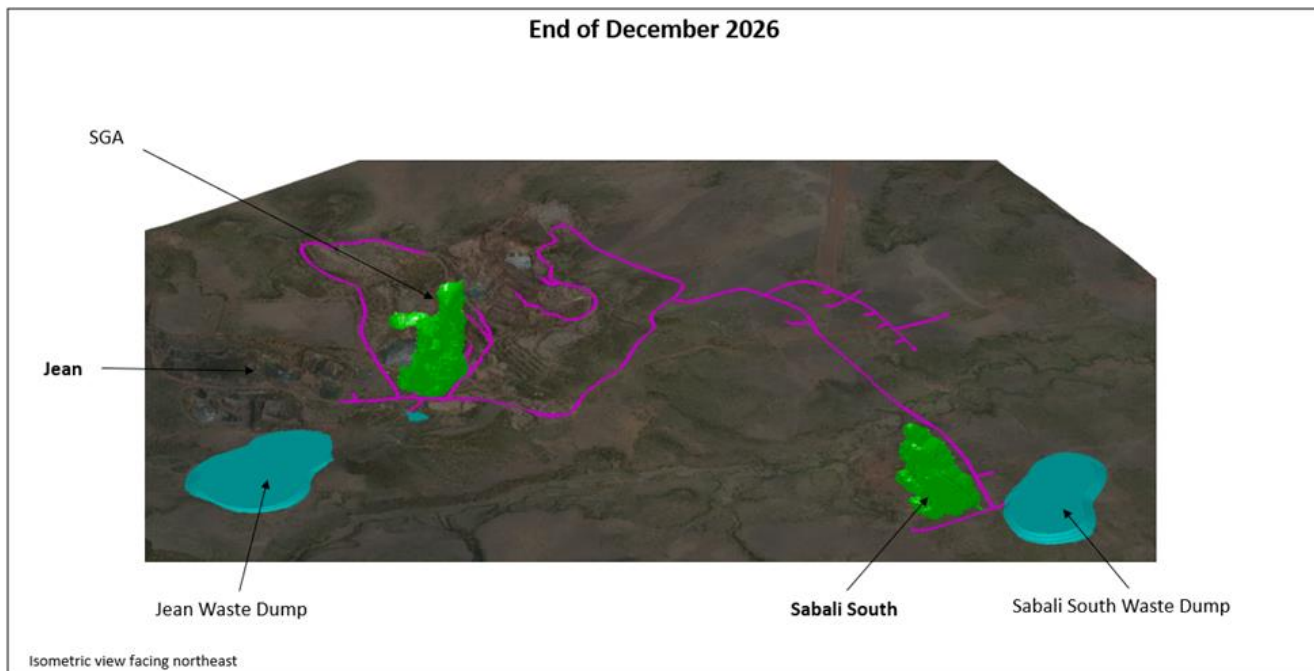 End of December 2026
SGA
Jean
Jean Waste Dump
Sabali South
Sabali South Waste Dump
Isometric view facing northeast